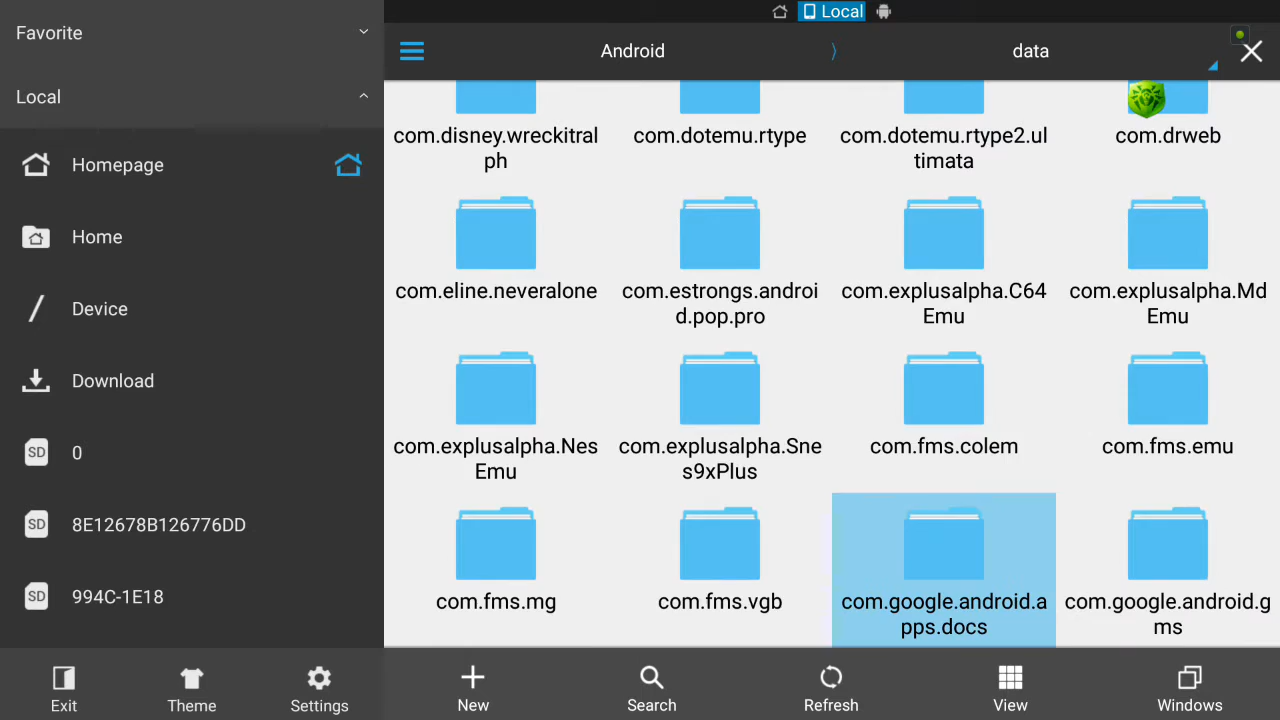 Favorite
Local
Homepage
Home
Device
Download
SD 0
SD 8E12678B126776DD
SD 994C-1E18
Exit
Theme
Settings
Local
Android
data
com.disney.wreckitral
ph
com.dotemu.rtype
com.dotemu.rtype2.ul
timata
com.drweb
com.eline.neveralone
com.estrongs.androi
d.pop.pro
com.explusalpha.C64
Emu
com.explusalpha.Md
Emu
com.explusalpha.Nes
Emu
com.explusalpha.Sne
s9xPlus
com.fms.colem
com.fms.emu
com.fms.mg
com.fms.vgb
com.google.android.a
pps.docs
com.google.android.g
ms
New
Search
Refresh
View
Windows